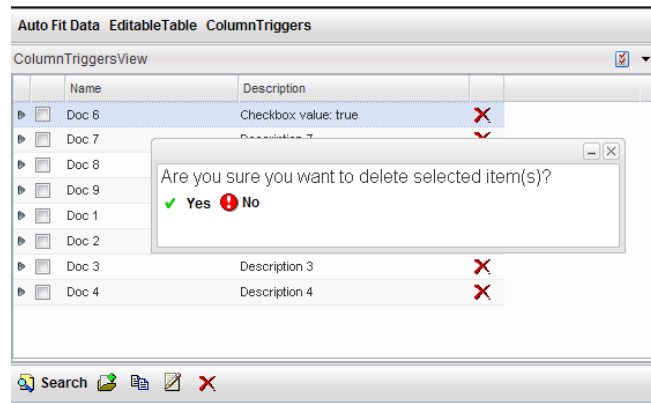 Auto Fit Data EditableTable ColumnTriggers
ColumnTriggersView
Name Description
Doc 6 Checkbox value: true
Doc 7 Description 7
Doc 8
Are you sure you want to delete selected item(s)?
Doc 9
Yes No
Doc 1
Doc 2
Doc 3 Description 3
Doc 4 Description 4
Search